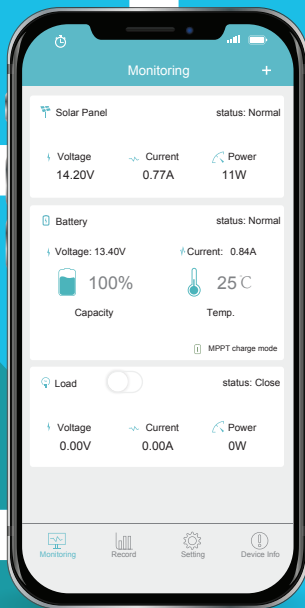 Monitoring +
Solar Panel status: Normal
Voltage Current Power
14.20V 0.77A 11W
Battery status: Normal
Voltage: 13.40V Current: 0.84A
100% 25℃
Capacity Temp.
MPPT charge mode
Load status: Close
Voltage Current Power
0.00V 0.00A 0W
Monitoring Record Setting Device Info